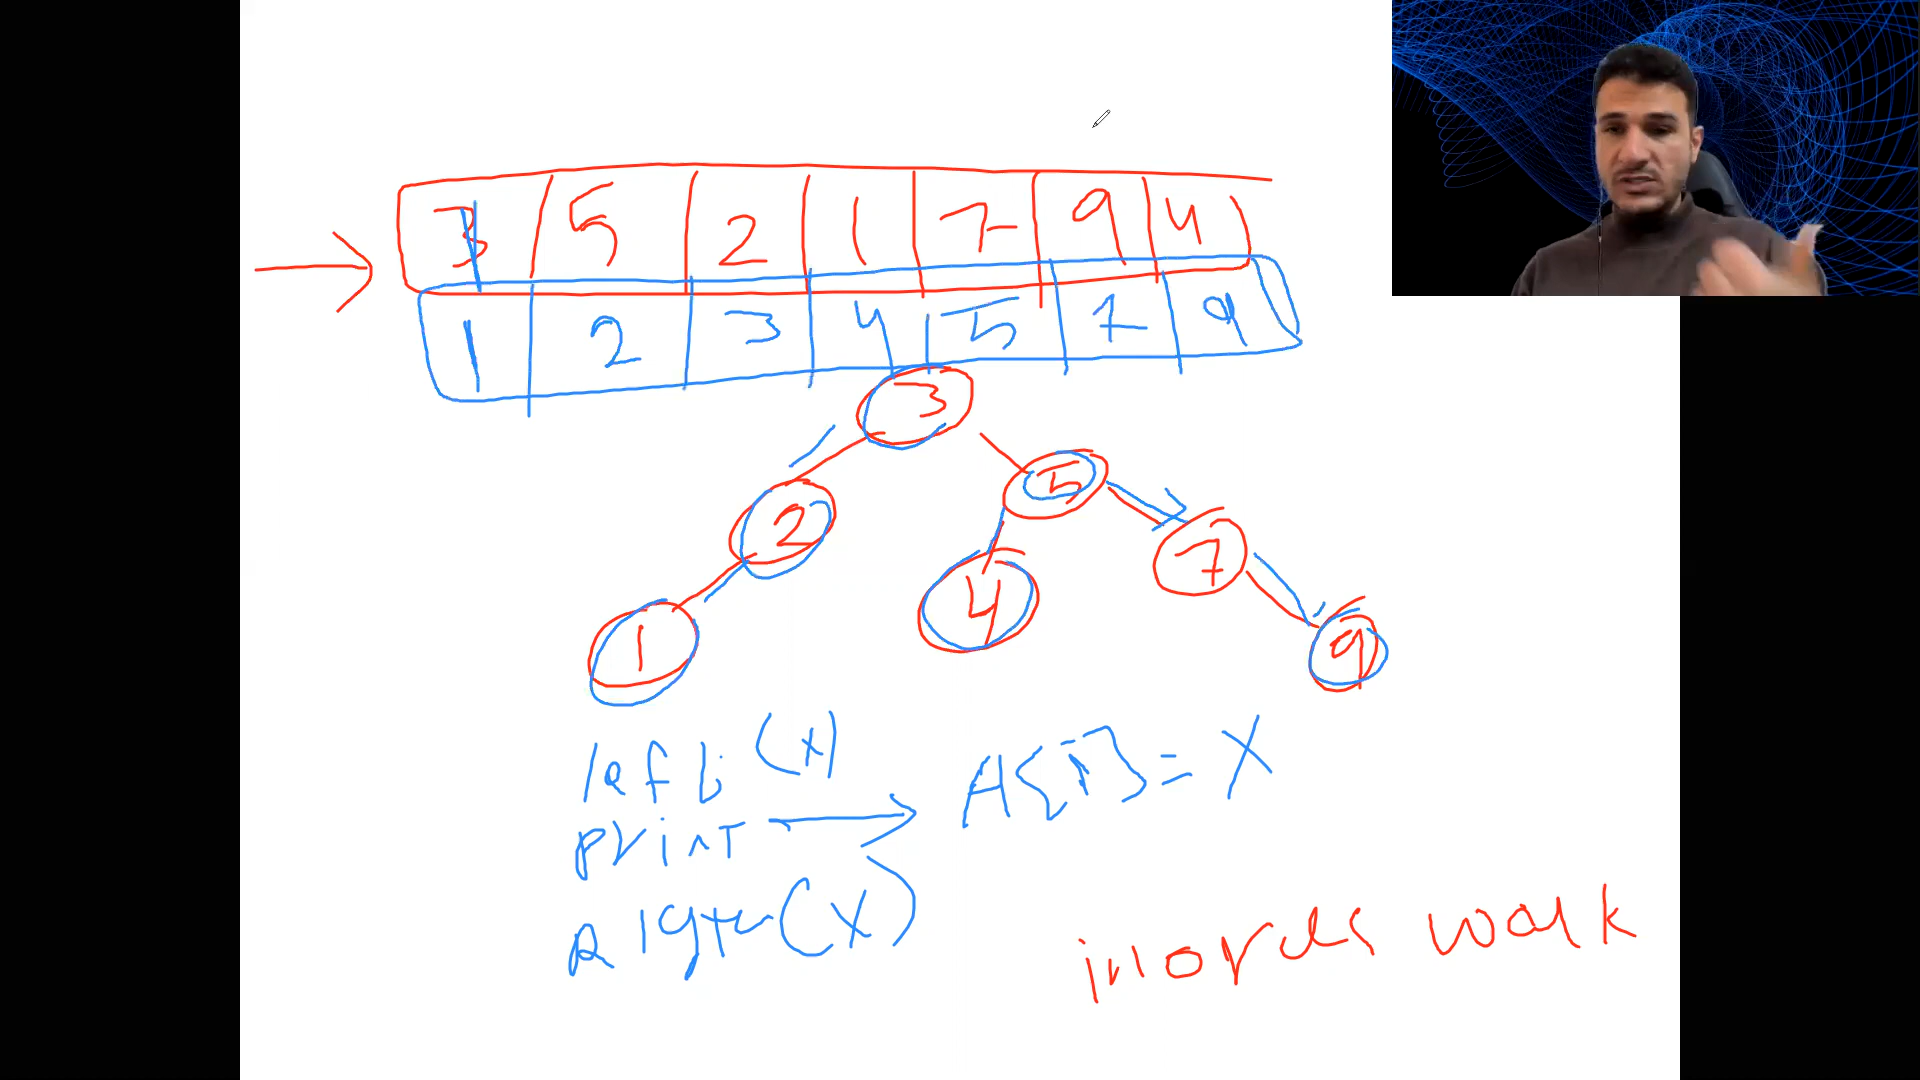 3 5 2 1 7 9 4
1 2 3 4 5 7 9
3
2 5
7
1 4 9
left (x)
print → A[i] = X
Right (x)
inorder walk